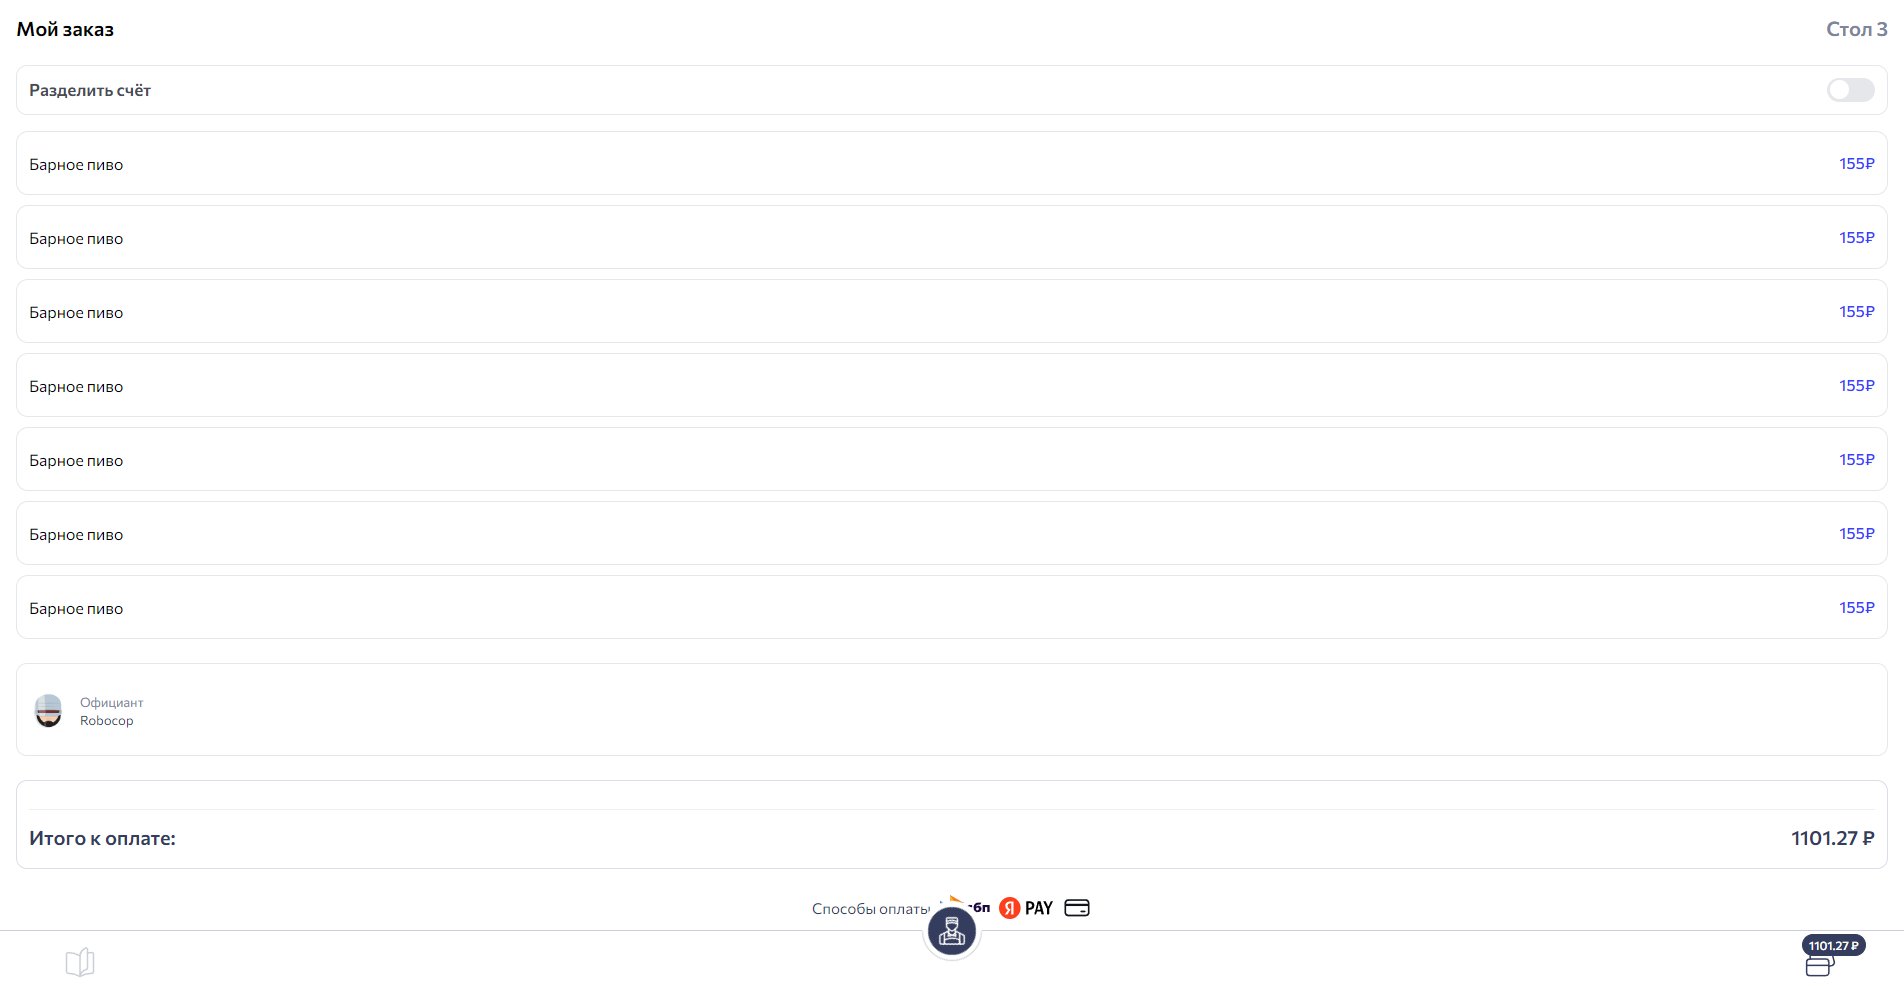 Мой заказ
Стол 3
Разделить счёт
Барное пиво 155₽
Барное пиво 155₽
Барное пиво 155₽
Барное пиво 155₽
Барное пиво 155₽
Барное пиво 155₽
Барное пиво 155₽
Официант
Robocop
Итого к оплате: 1101.27 ₽
Способы оплаты бп Я PAY
1101.27 ₽